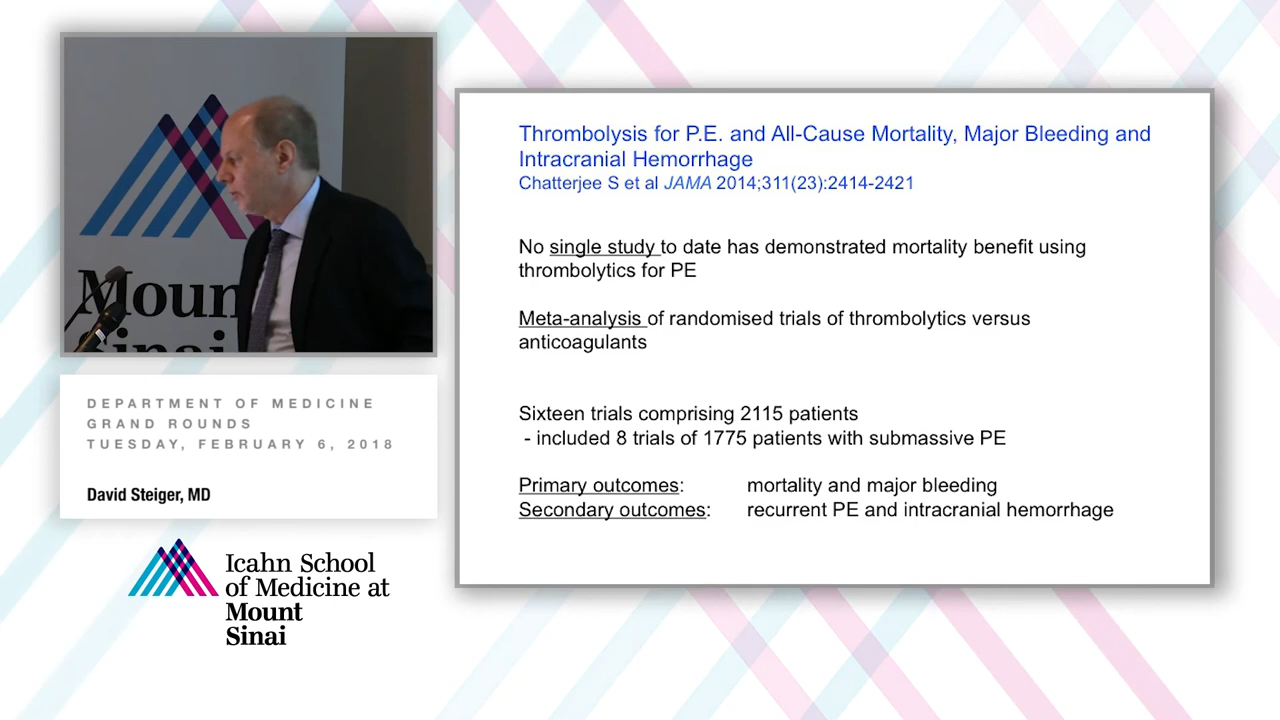 Moun
Sinai
DEPARTMENT OF MEDICINE
GRAND ROUNDS
TUESDAY, FEBRUARY 6, 2018
David Steiger, MD
Icahn School
of Medicine at
Mount
Sinai
Thrombolysis for P.E. and All-Cause Mortality, Major Bleeding and
Intracranial Hemorrhage
Chatterjee S et al JAMA 2014;311(23):2414-2421
No single study to date has demonstrated mortality benefit using
thrombolytics for PE
Meta-analysis of randomised trials of thrombolytics versus
anticoagulants
Sixteen trials comprising 2115 patients
- included 8 trials of 1775 patients with submassive PE
Primary outcomes: mortality and major bleeding
Secondary outcomes: recurrent PE and intracranial hemorrhage